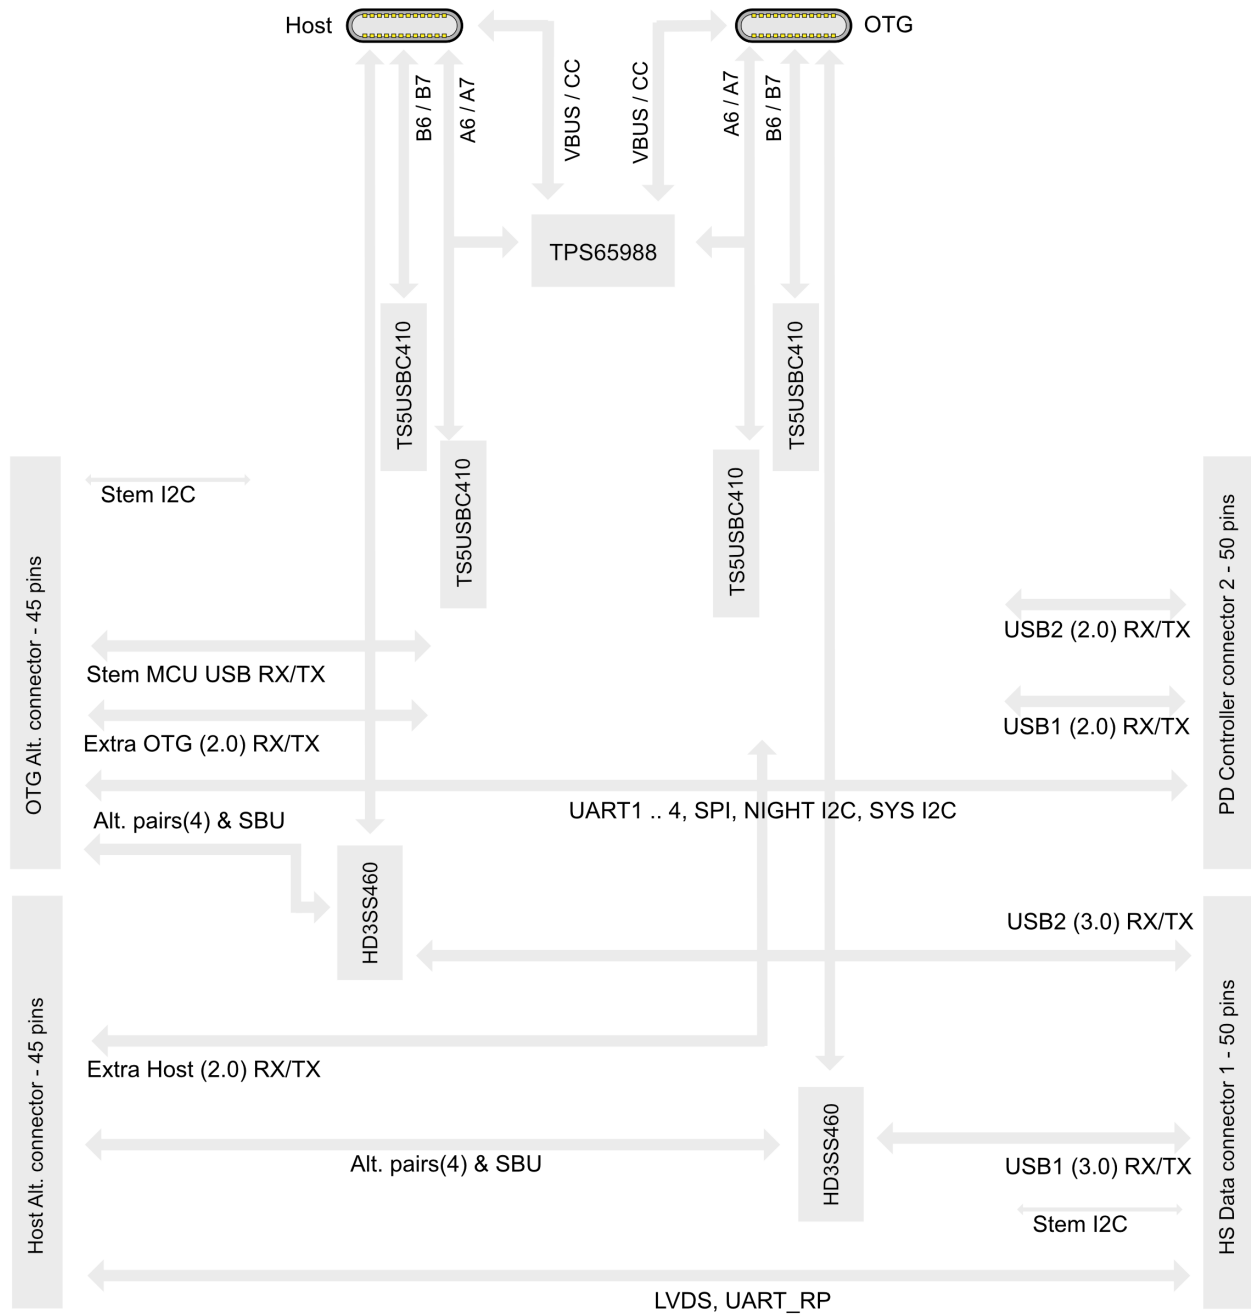 Host
OTG
B6 / B7
A6 / A7
VBUS / CC
VBUS / CC
A6 / A7
B6 / B7
TPS65988
TS5USBC410
TS5USBC410
TS5USBC410
TS5USBC410
OTG Alt. connector - 45 pins
Stem I2C
PD Controller connector 2 - 50 pins
USB2 (2.0) RX/TX
Stem MCU USB RX/TX
USB1 (2.0) RX/TX
Extra OTG (2.0) RX/TX
UART1 .. 4, SPI, NIGHT I2C, SYS I2C
Alt. pairs(4) & SBU
HD3SS460
USB2 (3.0) RX/TX
Host Alt. connector - 45 pins
HS Data connector 1 - 50 pins
Extra Host (2.0) RX/TX
HD3SS460
Alt. pairs(4) & SBU
USB1 (3.0) RX/TX
Stem I2C
LVDS, UART_RP